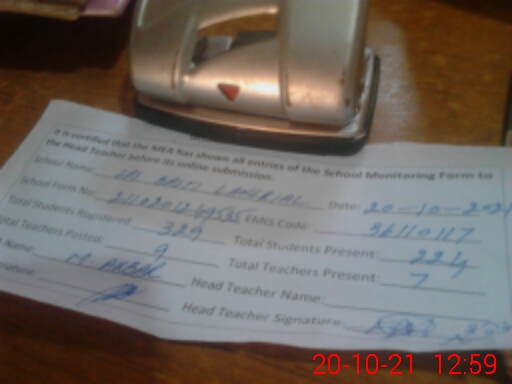 It is certified that the MEA has shown all entries of the School Monitoring Form to
the Head Teacher before its online submission.
School Name: BASTI LANGRIAL Date: 20-10-2021
School Form No: EMIS Code: 36110117
Total Students Registered: 329 Total Students Present: 224
Total Teachers Posted: 9 Total Teachers Present: 7
Name: M. AKBAR Head Teacher Name:
Head Teacher Signature:
20-10-21 12:59